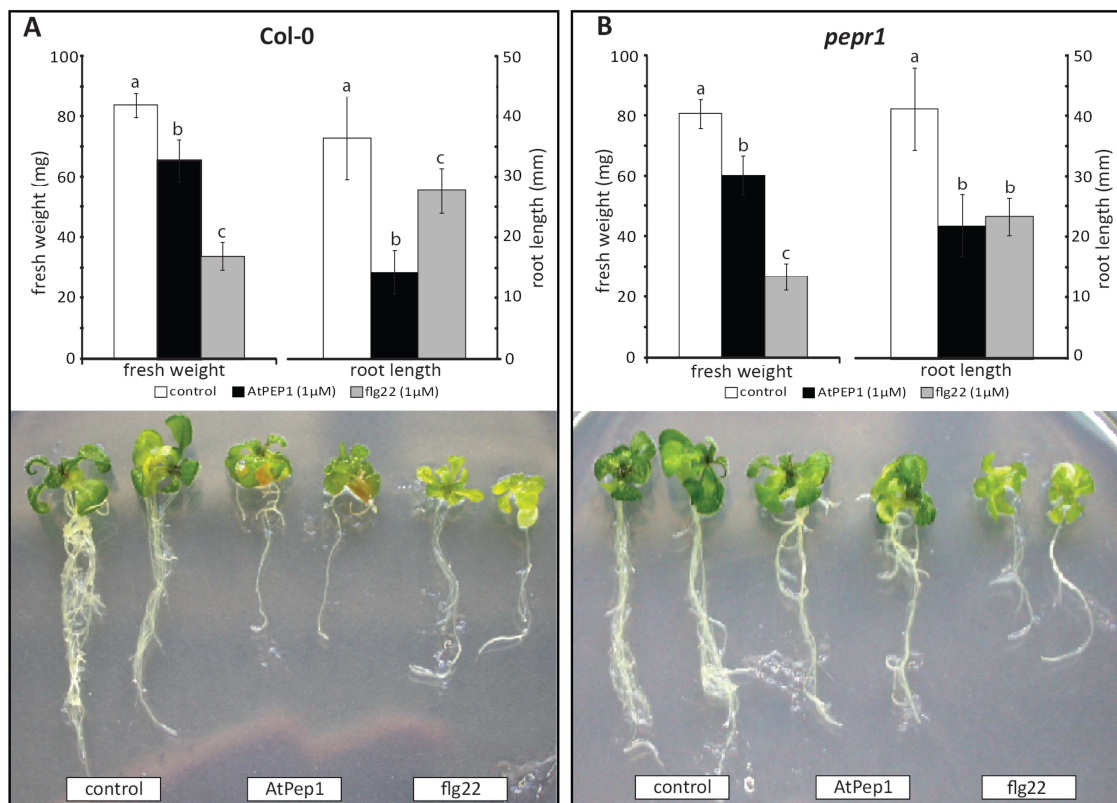 A
Col-0
100
80
60
40
20
0
fresh weight (mg)
a
b
c
a
b
c
50
40
30
20
10
0
root length (mm)
fresh weight
root length
control AtPEP1 (1µM) flg22 (1µM)
control
AtPep1
flg22
B
pepr1
100
80
60
40
20
0
fresh weight (mg)
a
b
c
a
b
b
50
40
30
20
10
0
root length (mm)
fresh weight
root length
control AtPEP1 (1µM) flg22 (1µM)
control
AtPep1
flg22